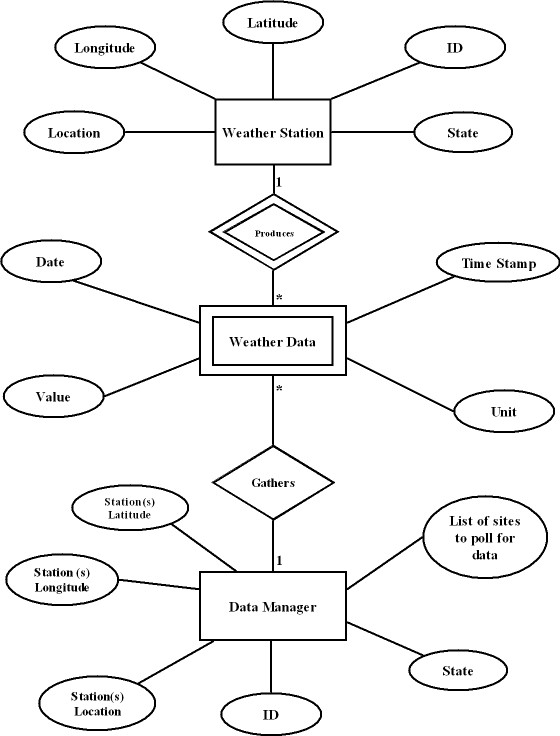 Latitude
Longitude
ID
Location
Weather Station
State
1
Produces
Date
Time Stamp
*
Weather Data
Value
*
Unit
Gathers
Station(s)
Latitude
List of sites
to poll for
data
1
Station (s)
Longitude
Data Manager
State
Station(s)
Location
ID